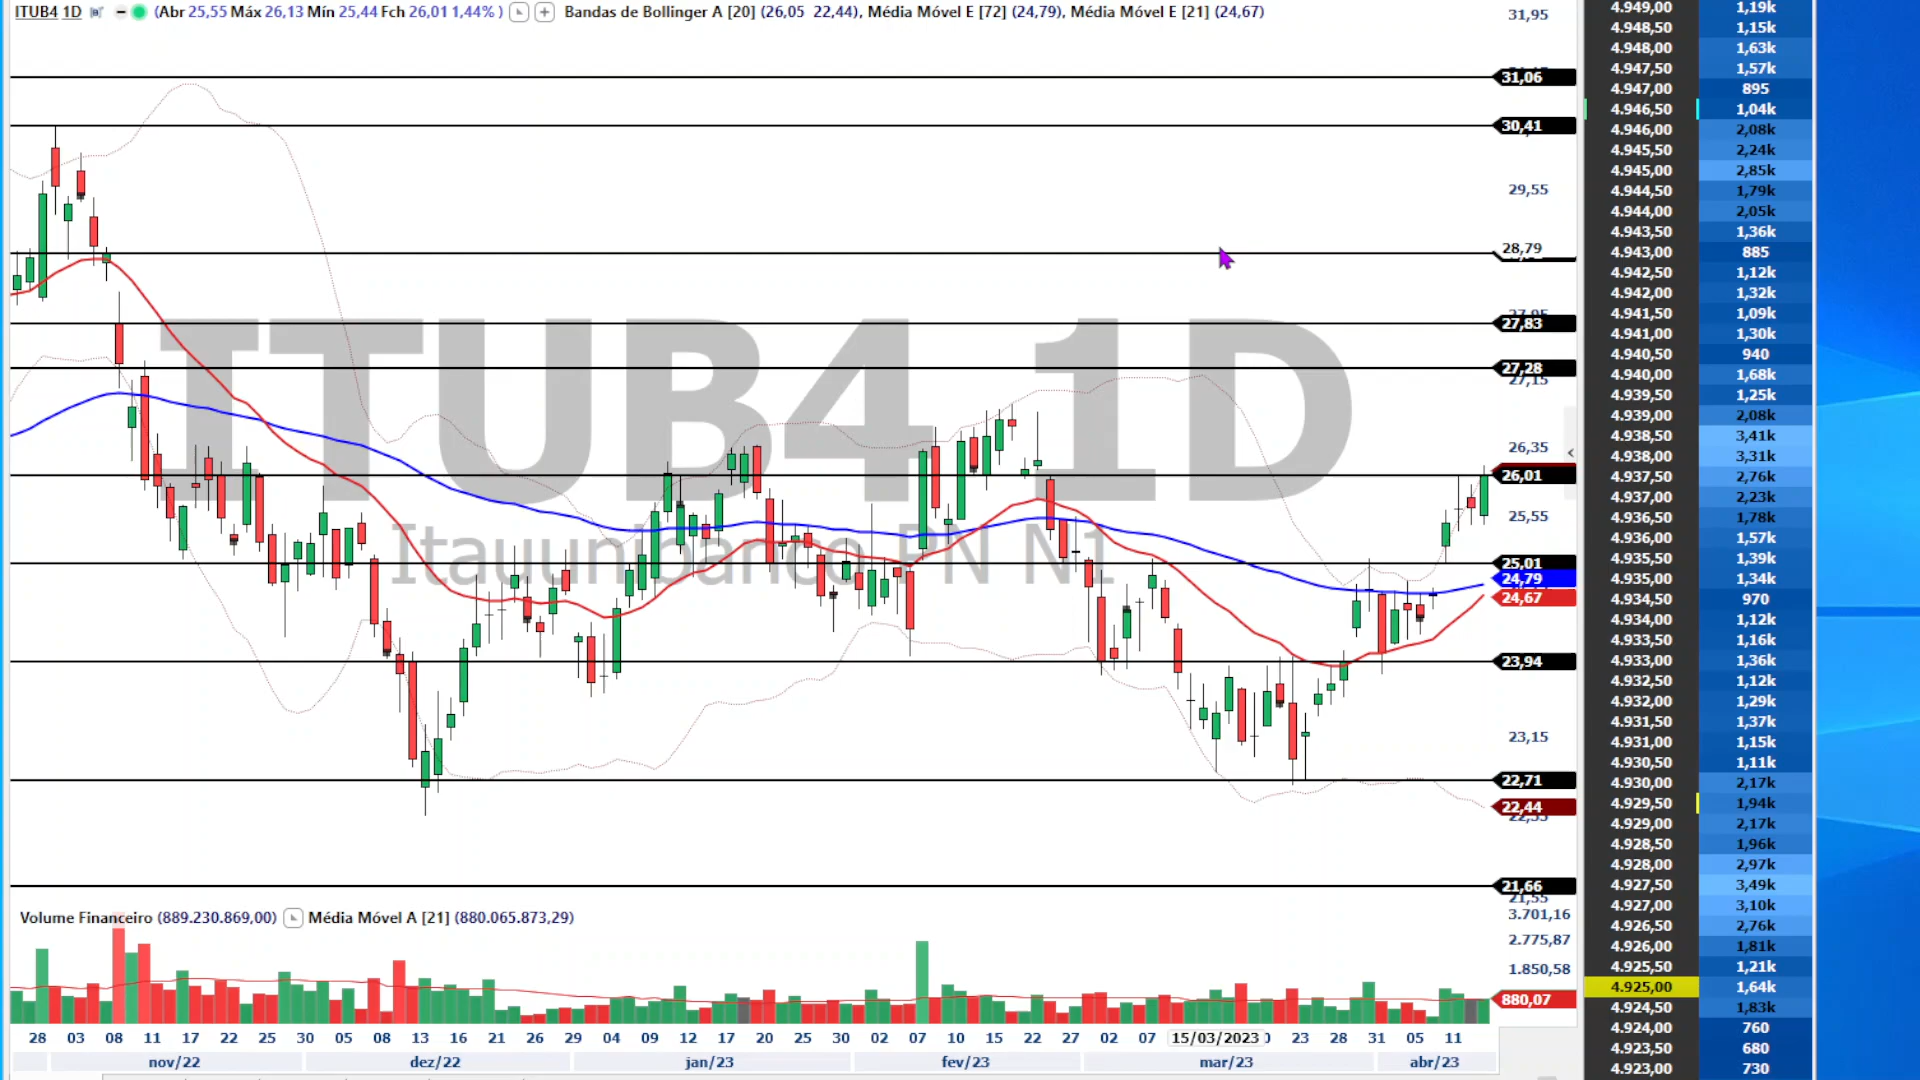 ITUB4 1D (Abr 25,55 Máx 26,13 Mín 25,44 Fch 26,01 1,44% ) Bandas de Bollinger A [20] (26,05 22,44), Média Móvel E [72] (24,79), Média Móvel E [21] (24,67)
31,95
31,06
30,41
29,55
28,79
27,83
27,28
27,15
26,35
26,01
25,55
25,01
24,79
24,67
23,94
23,15
22,71
22,44
21,66
21,55
ITUB4 1D
Itauunibanco PN N1
Volume Financeiro (889.230.869,00) Média Móvel A [21] (880.065.873,29)
3.701,16
2.775,87
1.850,58
880,07
28 03 08 11 17 22 25 30 05 08 13 16 21 26 29 04 09 12 17 20 25 30 02 07 10 15 22 27 02 07 15/03/2023 23 28 31 05 11
nov/22 dez/22 jan/23 fev/23 mar/23 abr/23
4.949,00 1,19k
4.948,50 1,15k
4.948,00 1,63k
4.947,50 1,57k
4.947,00 895
4.946,50 1,04k
4.946,00 2,08k
4.945,50 2,24k
4.945,00 2,85k
4.944,50 1,79k
4.944,00 2,05k
4.943,50 1,36k
4.943,00 885
4.942,50 1,12k
4.942,00 1,32k
4.941,50 1,09k
4.941,00 1,30k
4.940,50 940
4.940,00 1,68k
4.939,50 1,25k
4.939,00 2,08k
4.938,50 3,41k
4.938,00 3,31k
4.937,50 2,76k
4.937,00 2,23k
4.936,50 1,78k
4.936,00 1,57k
4.935,50 1,39k
4.935,00 1,34k
4.934,50 970
4.934,00 1,12k
4.933,50 1,16k
4.933,00 1,36k
4.932,50 1,12k
4.932,00 1,29k
4.931,50 1,37k
4.931,00 1,15k
4.930,50 1,11k
4.930,00 2,17k
4.929,50 1,94k
4.929,00 2,17k
4.928,50 1,96k
4.928,00 2,97k
4.927,50 3,49k
4.927,00 3,10k
4.926,50 2,76k
4.926,00 1,81k
4.925,50 1,21k
4.925,00 1,64k
4.924,50 1,83k
4.924,00 760
4.923,50 680
4.923,00 730